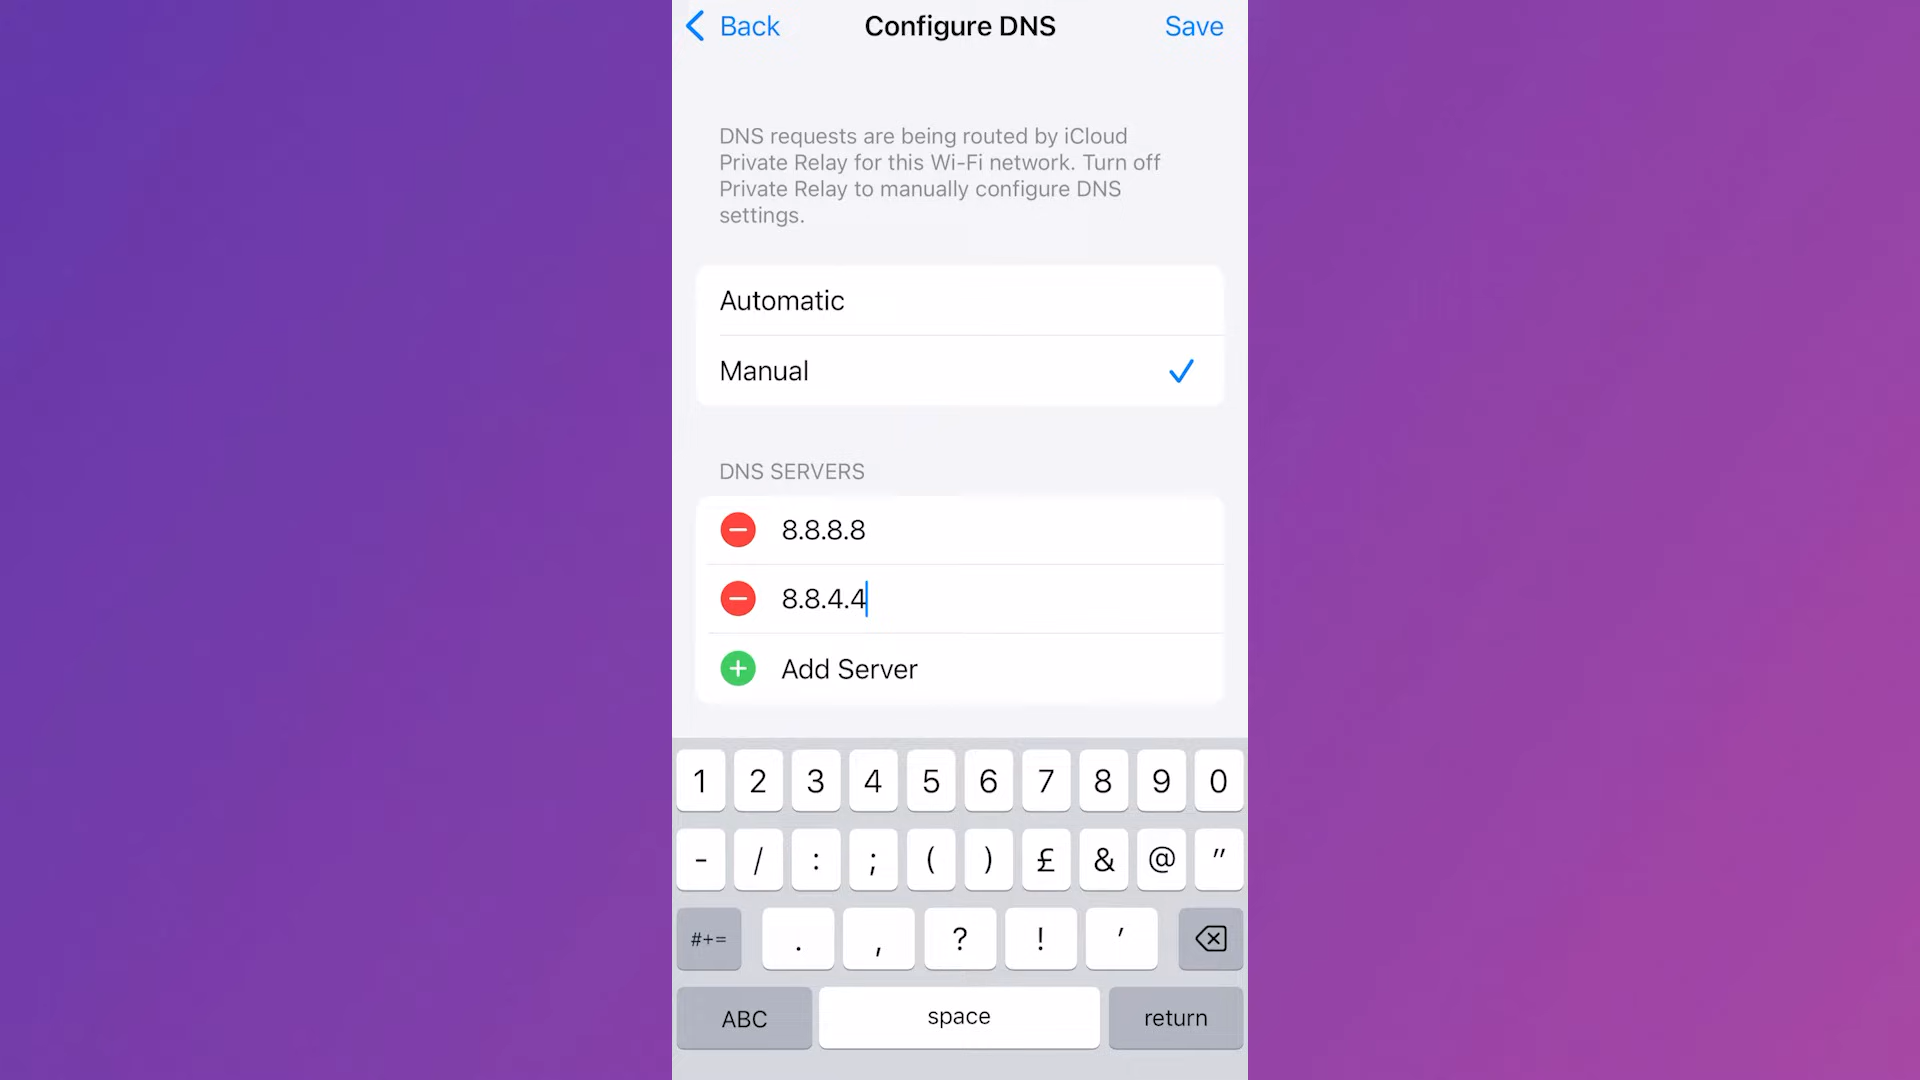 Back Configure DNS Save
DNS requests are being routed by iCloud
Private Relay for this Wi-Fi network. Turn off
Private Relay to manually configure DNS
settings.
Automatic
Manual
DNS SERVERS
8.8.8.8
8.8.4.4
Add Server
1 2 3 4 5 6 7 8 9 0
- / : ; ( ) £ & @ "
#+= . , ? ! ’
ABC space return